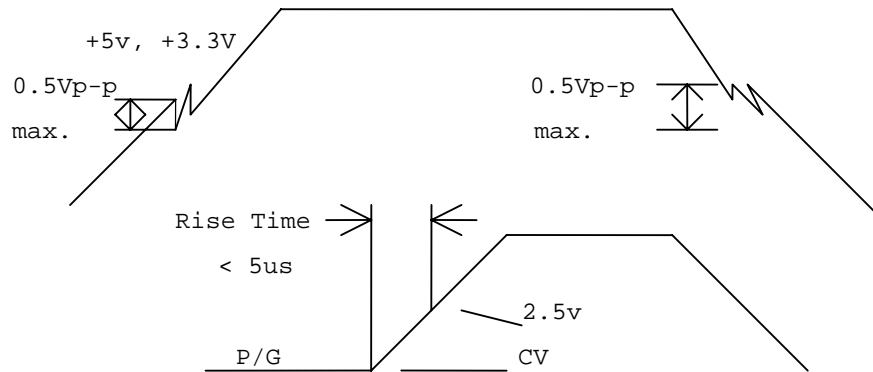 +5v, +3.3V
0.5Vp-p
max.
0.5Vp-p
max.
Rise Time
< 5us
2.5v
P/G
CV